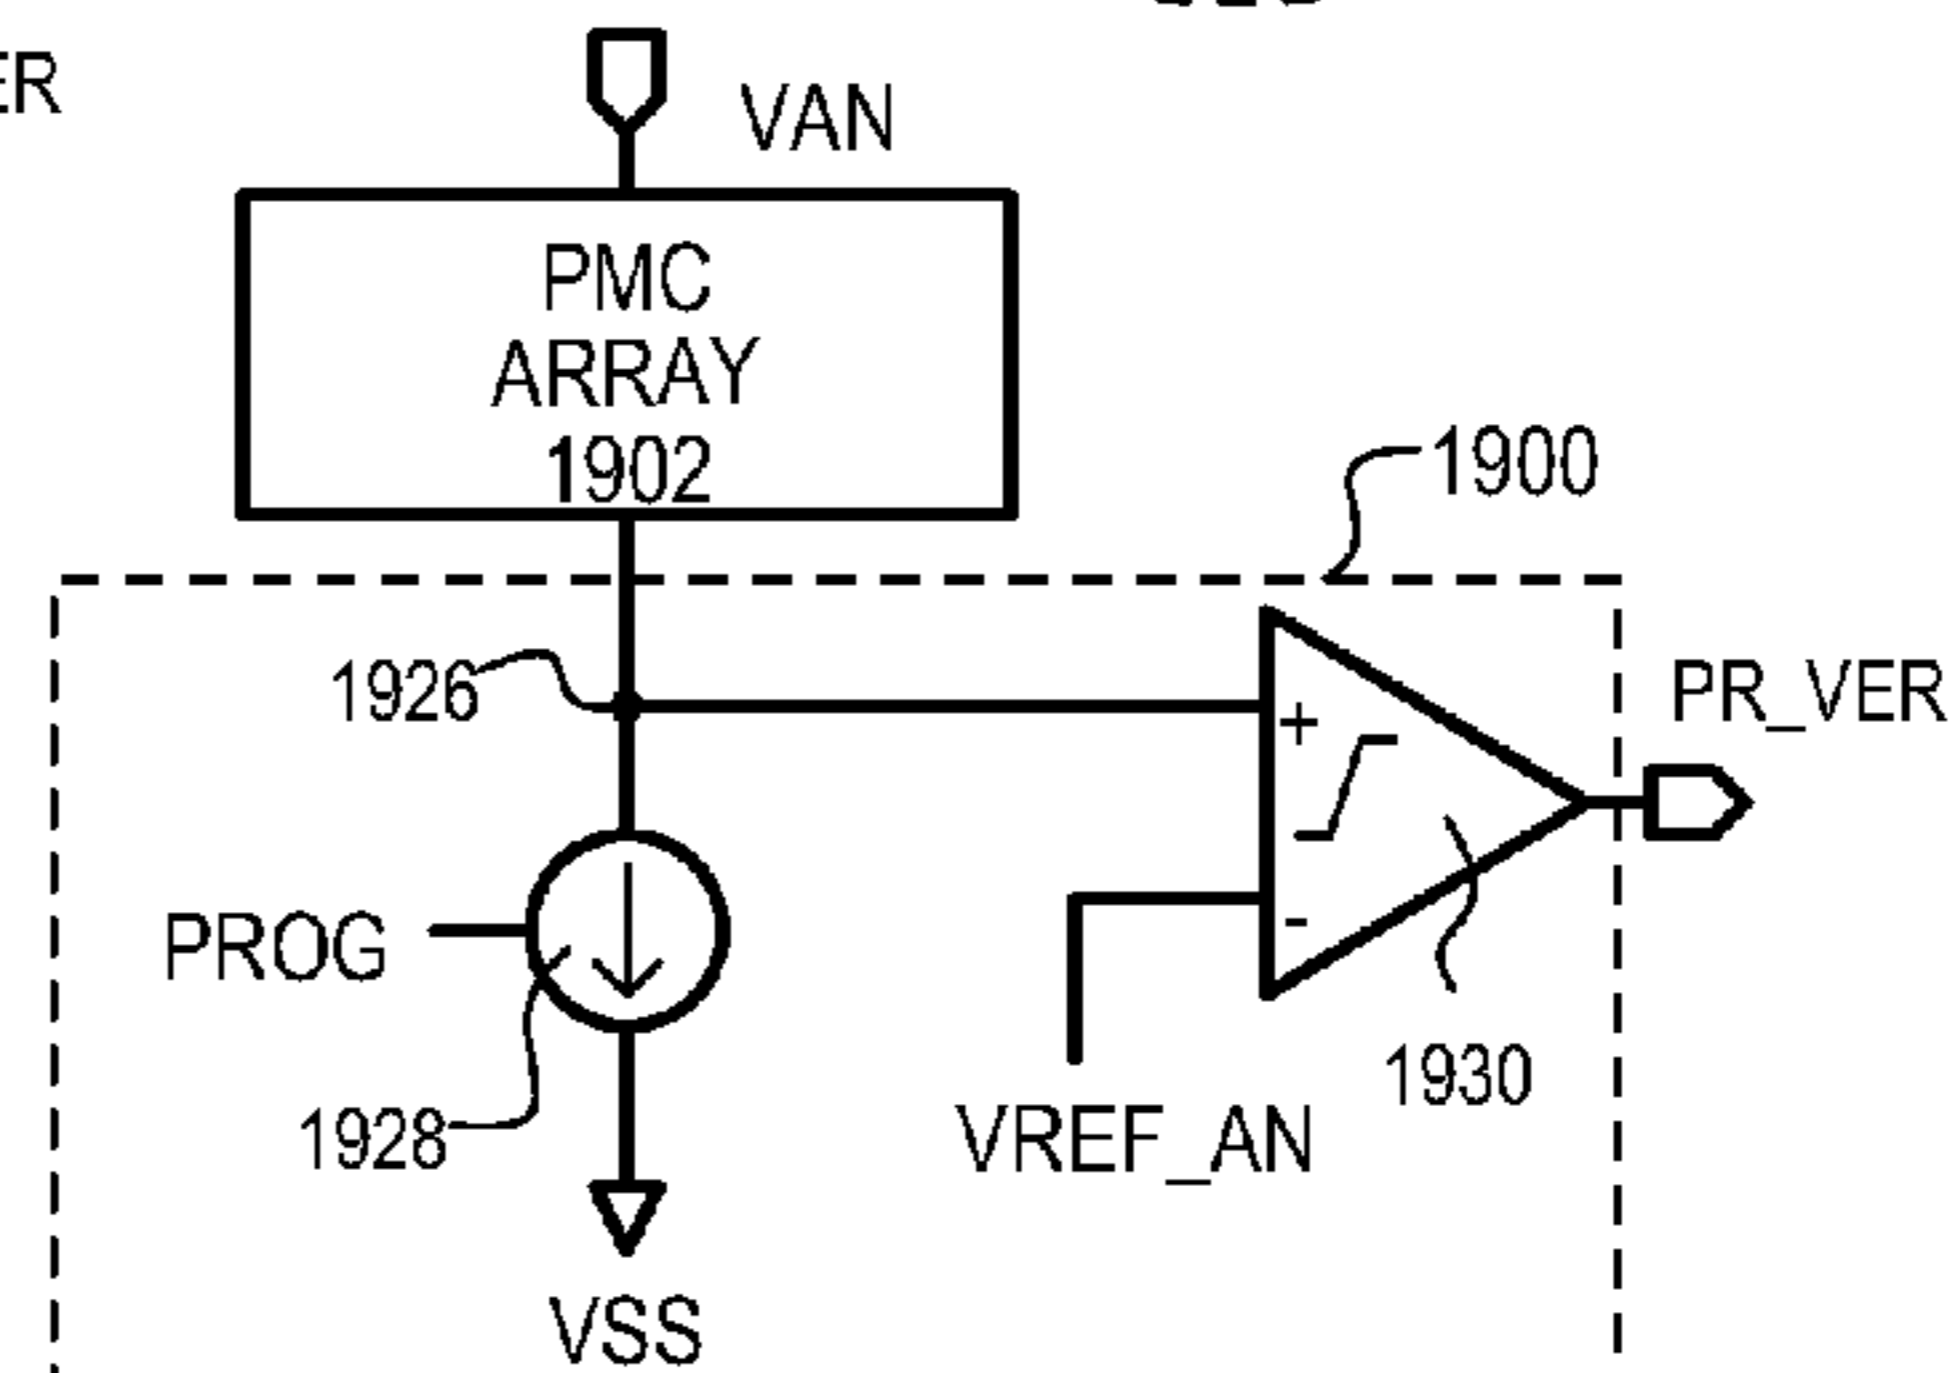 ER
VAN
PMC
ARRAY
1902
1900
1926
+
PR_VER
PROG
-
1930
1928
VREF_AN
VSS